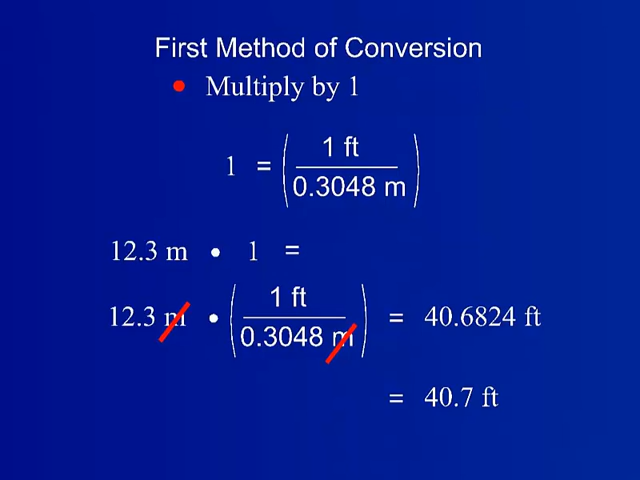 First Method of Conversion
• Multiply by 1
1 = (1 ft / 0.3048 m)
12.3 m • 1 =
12.3 m • (1 ft / 0.3048 m) = 40.6824 ft
= 40.7 ft